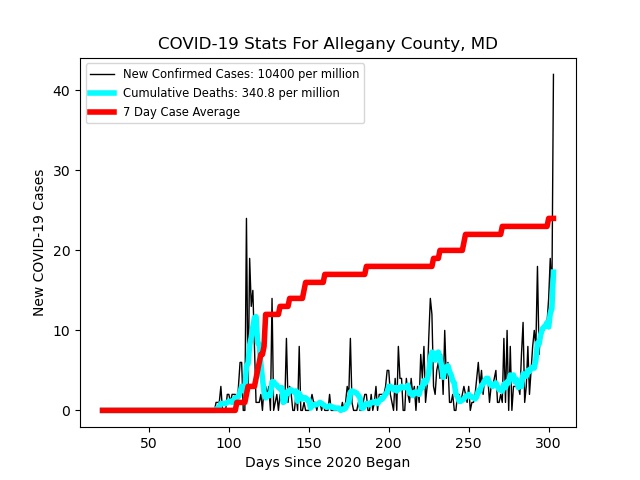 COVID-19 Stats For Allegany County, MD
New Confirmed Cases: 10400 per million
Cumulative Deaths: 340.8 per million
7 Day Case Average
New COVID-19 Cases
40
30
20
10
0
50 100 150 200 250 300
Days Since 2020 Began